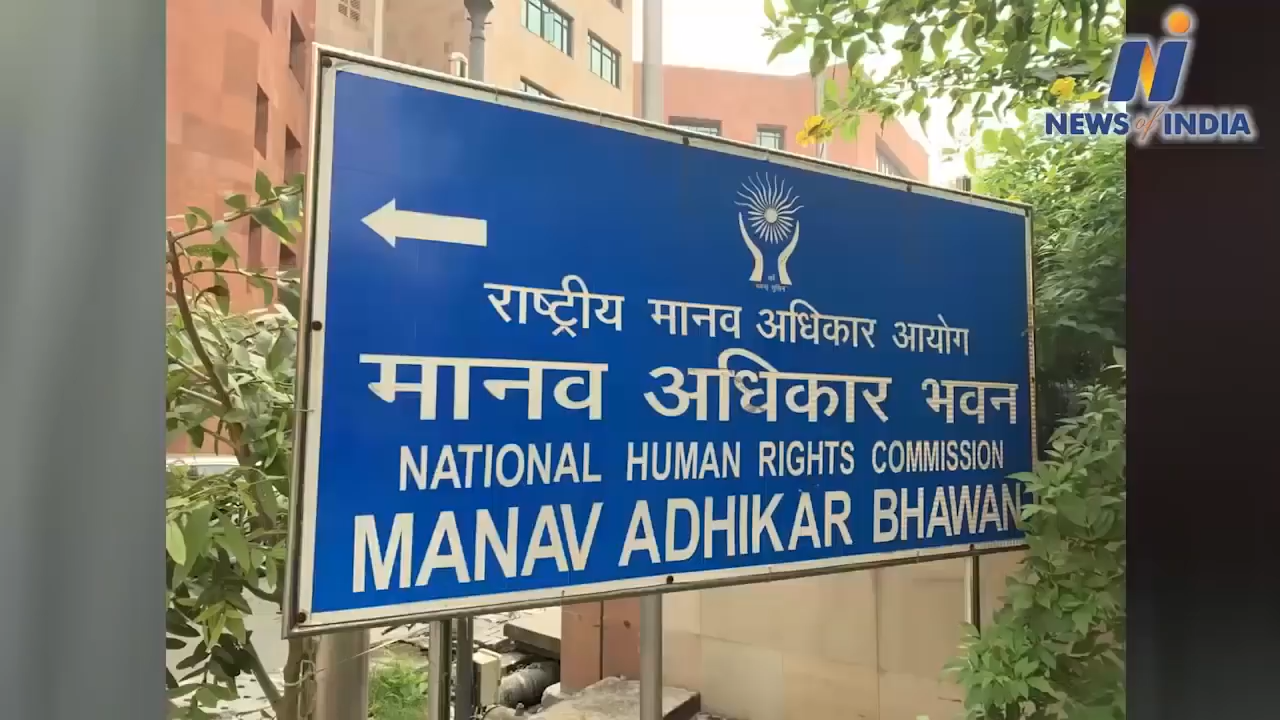 NEWS of INDIA
राष्ट्रीय मानव अधिकार आयोग
मानव अधिकार भवन
NATIONAL HUMAN RIGHTS COMMISSION
MANAV ADHIKAR BHAWAN